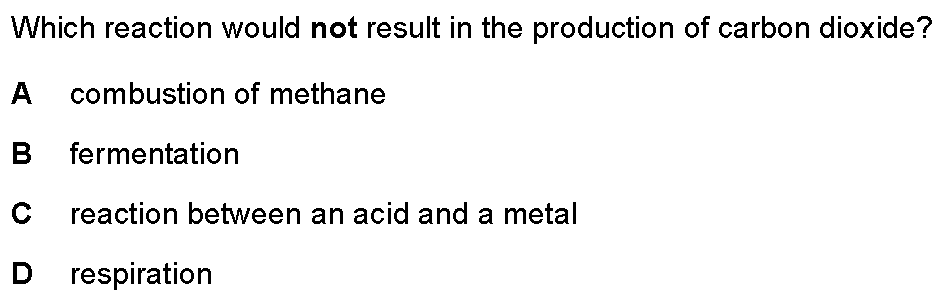 Which reaction would not result in the production of carbon dioxide?
A combustion of methane
B fermentation
C reaction between an acid and a metal
D respiration